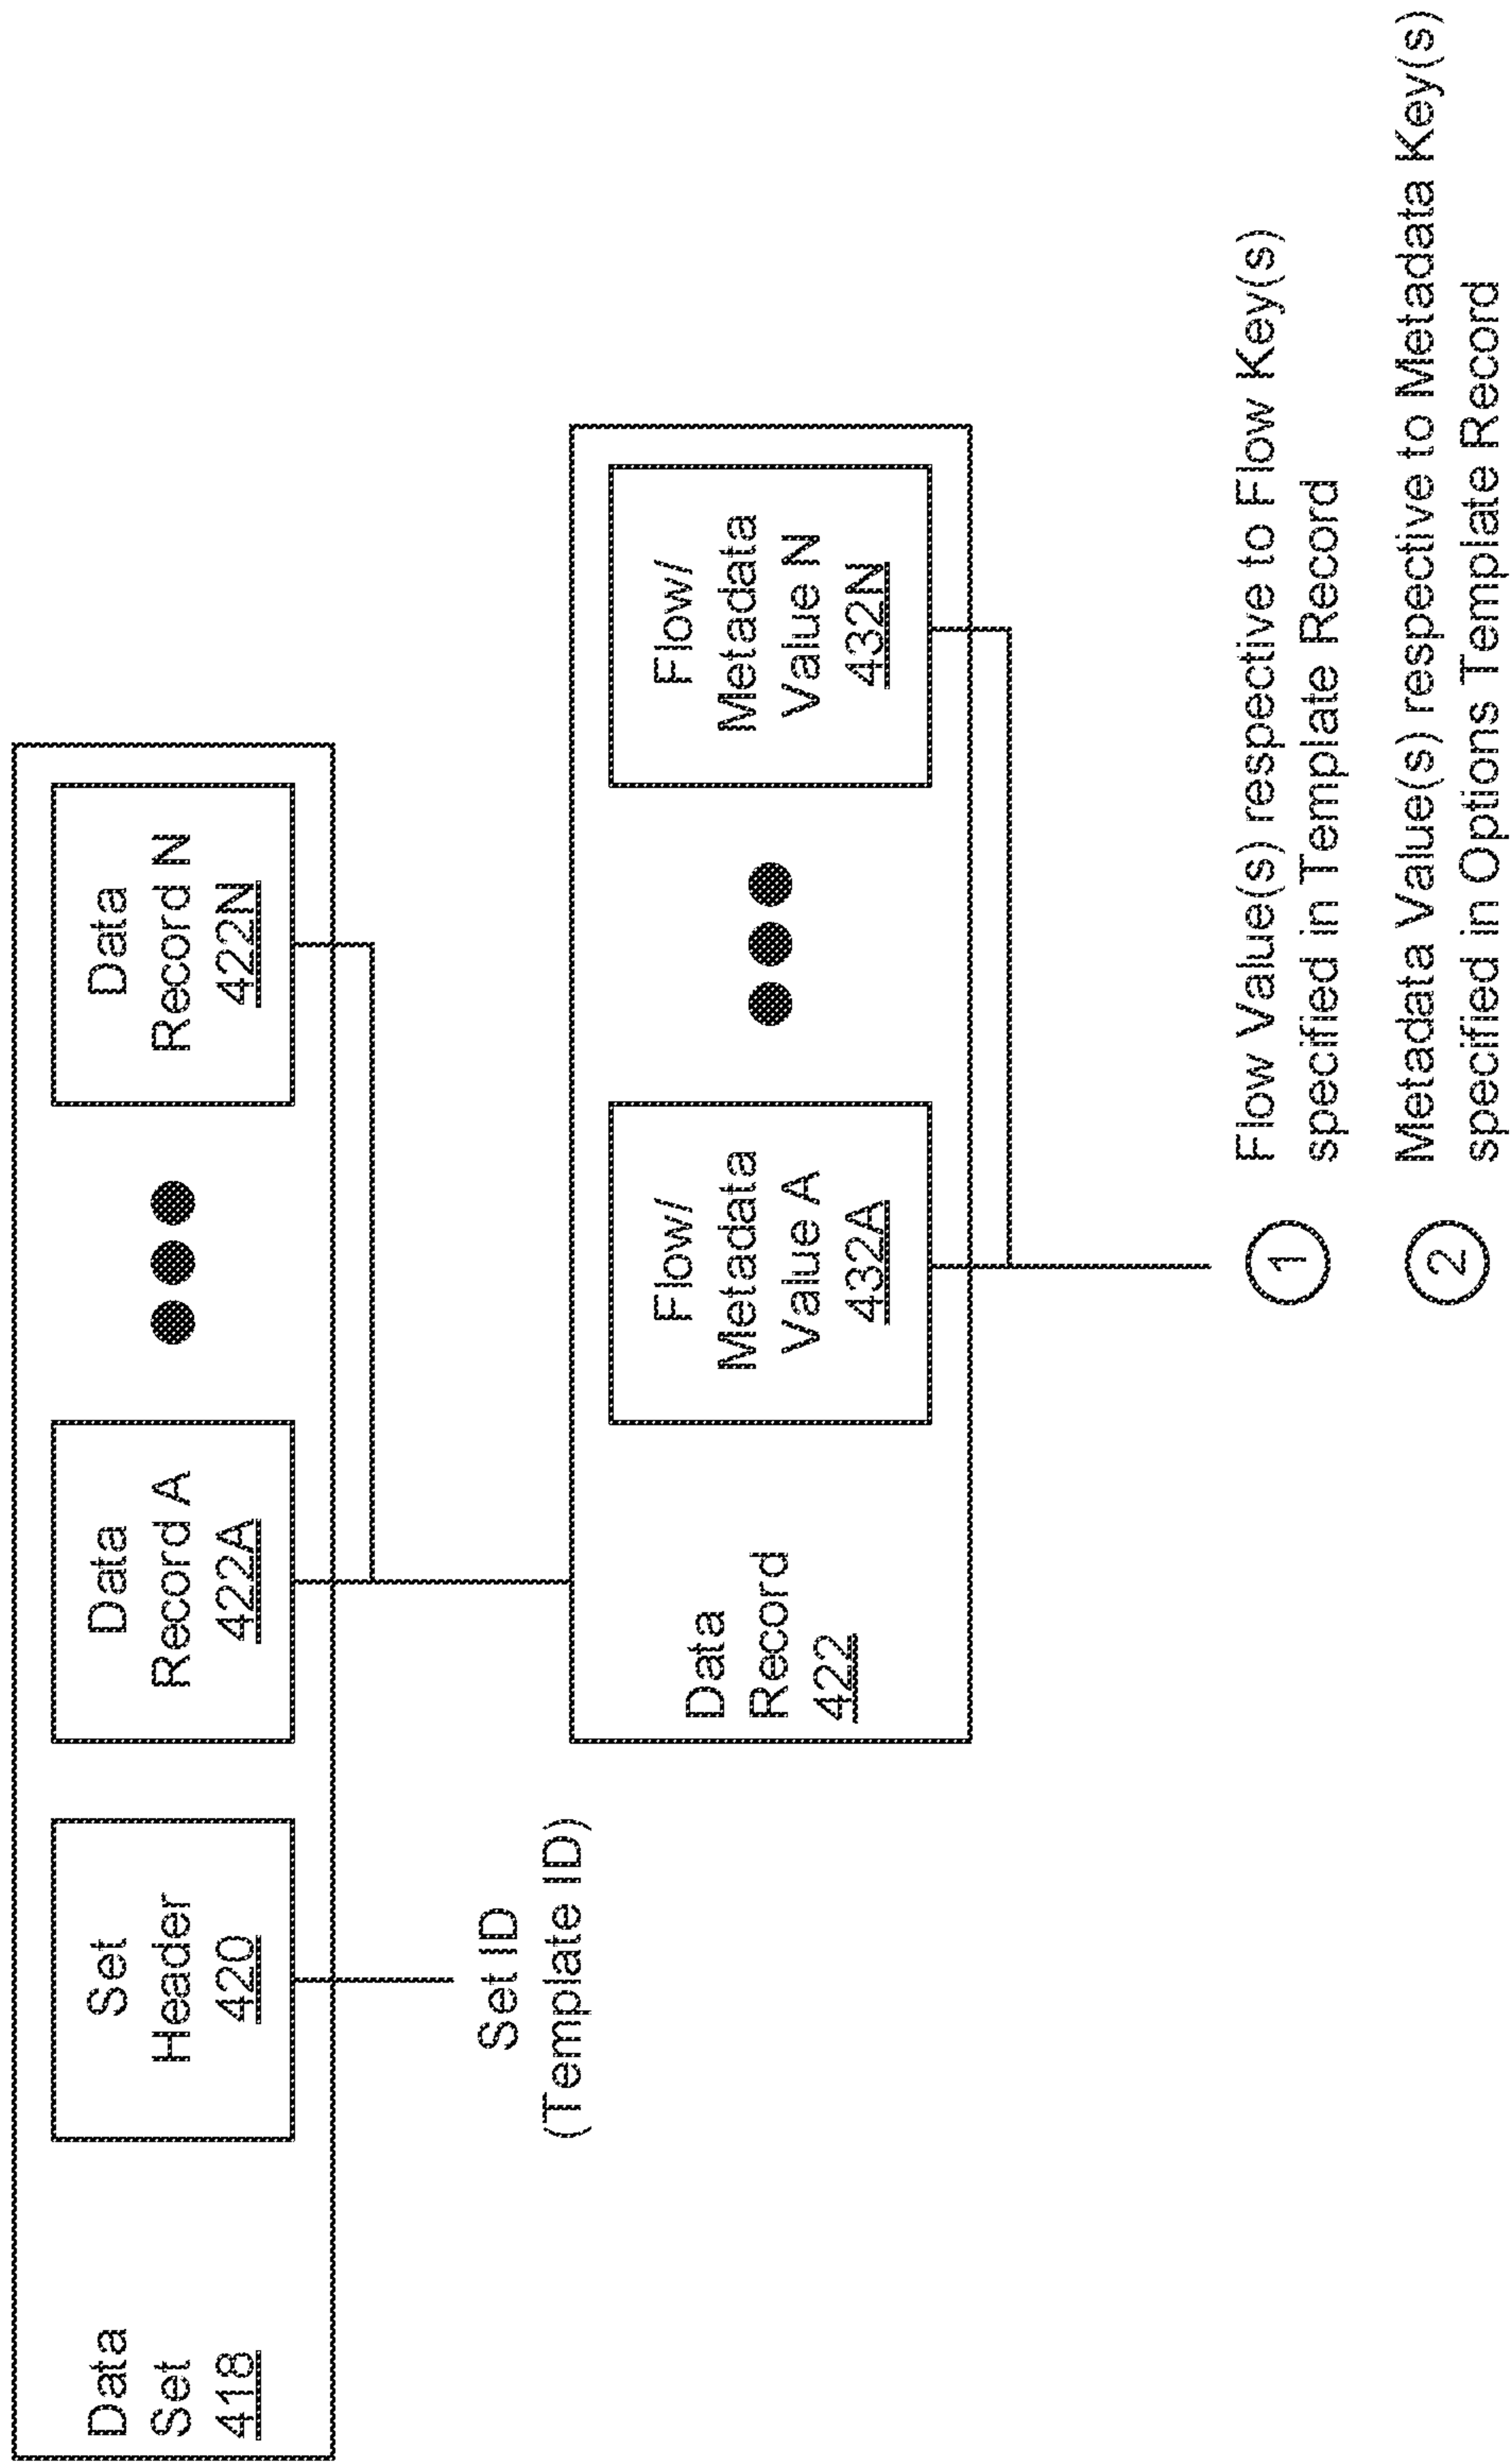 Data
Set
418
Set
Header
420
Data
Record A
422A
Data
Record N
422N
Set ID
(Template ID)
Data
Record
422
Flow/
Metadata
Value A
432A
Flow/
Metadata
Value N
432N
1
Flow Value(s) respective to Flow Key(s)
specified in Template Record
2
Metadata Value(s) respective to Metadata Key(s)
specified in Options Template Record